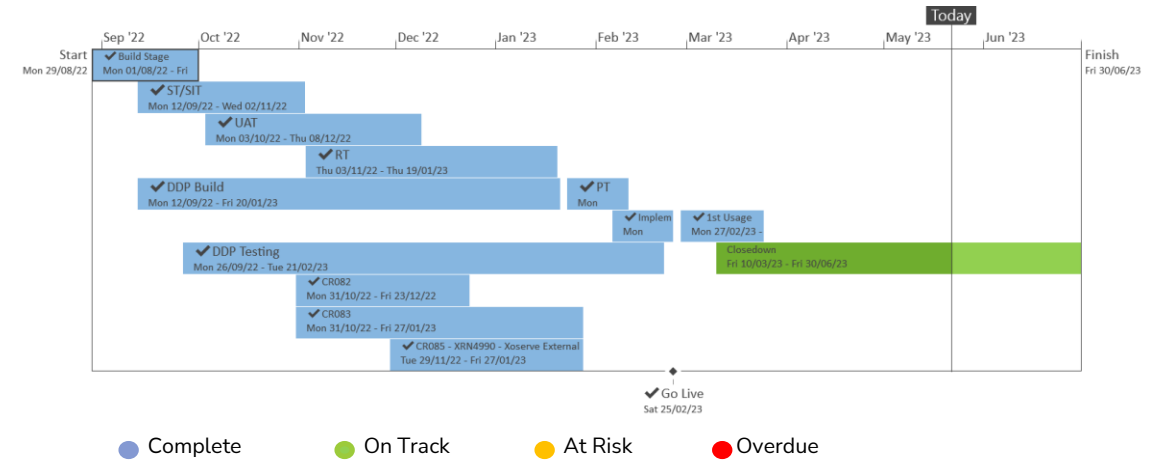 Today
Sep '22 Oct '22 Nov '22 Dec '22 Jan '23 Feb '23 Mar '23 Apr '23 May '23 Jun '23
Start
Mon 29/08/22
Finish
Fri 30/06/23
Build Stage
Mon 01/08/22 - Fri
ST/SIT
Mon 12/09/22 - Wed 02/11/22
UAT
Mon 03/10/22 - Thu 08/12/22
RT
Thu 03/11/22 - Thu 19/01/23
DDP Build
Mon 12/09/22 - Fri 20/01/23
PT
Mon
Implem
Mon
1st Usage
Mon 27/02/23 -
DDP Testing
Mon 26/09/22 - Tue 21/02/23
Closedown
Fri 10/03/23 - Fri 30/06/23
CR082
Mon 31/10/22 - Fri 23/12/22
CR083
Mon 31/10/22 - Fri 27/01/23
CR085 - XRN4990 - Xoserve External
Tue 29/11/22 - Fri 27/01/23
Go Live
Sat 25/02/23
Complete On Track At Risk Overdue